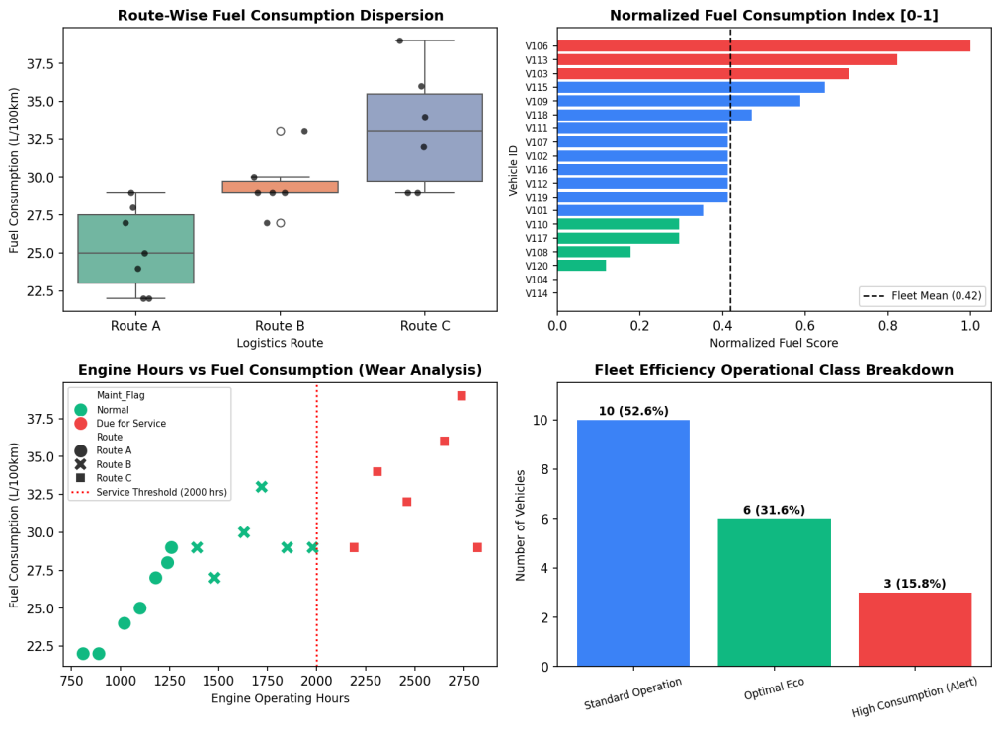 Route-Wise Fuel Consumption Dispersion
Fuel Consumption (L/100km)
37.5
35.0
32.5
30.0
27.5
25.0
22.5
Route A
Route B
Route C
Logistics Route
Normalized Fuel Consumption Index [0-1]
Vehicle ID
V106
V113
V103
V115
V109
V118
V111
V107
V102
V116
V112
V119
V101
V110
V117
V108
V120
V104
V114
Fleet Mean (0.42)
0.0
0.2
0.4
0.6
0.8
1.0
Normalized Fuel Score
Engine Hours vs Fuel Consumption (Wear Analysis)
Fuel Consumption (L/100km)
37.5
35.0
32.5
30.0
27.5
25.0
22.5
Maint_Flag
Normal
Due for Service
Route
Route A
Route B
Route C
Service Threshold (2000 hrs)
750
1000
1250
1500
1750
2000
2250
2500
2750
Engine Operating Hours
Fleet Efficiency Operational Class Breakdown
Number of Vehicles
10
8
6
4
2
0
10 (52.6%)
6 (31.6%)
3 (15.8%)
Standard Operation
Optimal Eco
High Consumption (Alert)